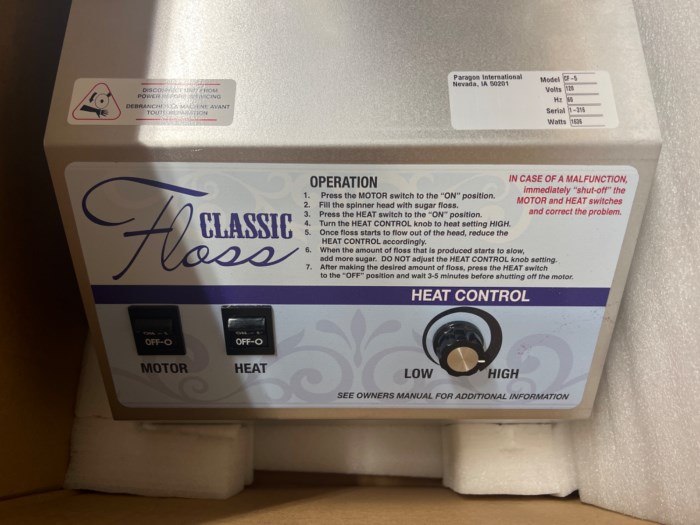 DISCONNECT UNIT FROM
POWER BEFORE SERVICING
DEBRANCHER LA MACHINE AVANT
TOUTE REPARATION
Paragon International
Nevada, IA 50201
Model CF-5
Volts 120
Hz 60
Serial 1-316
Watts
Classic
Floss
OPERATION
1. Press the MOTOR switch to the "ON" position.
2. Fill the spinner head with sugar floss.
3. Press the HEAT switch to the "ON" position.
4. Turn the HEAT CONTROL knob to heat setting HIGH.
5. Once floss starts to flow out of the head, reduce the
HEAT CONTROL accordingly.
6. When the amount of floss that is produced starts to slow,
add more sugar. DO NOT adjust the HEAT CONTROL knob setting.
7. After making the desired amount of floss, press the HEAT switch
to the "OFF" position and wait 3-5 minutes before shutting off the motor.
IN CASE OF A MALFUNCTION,
immediately "shut-off" the
MOTOR and HEAT switches
and correct the problem.
HEAT CONTROL
OFF-O
OFF-O
MOTOR
HEAT
LOW
HIGH
SEE OWNERS MANUAL FOR ADDITIONAL INFORMATION